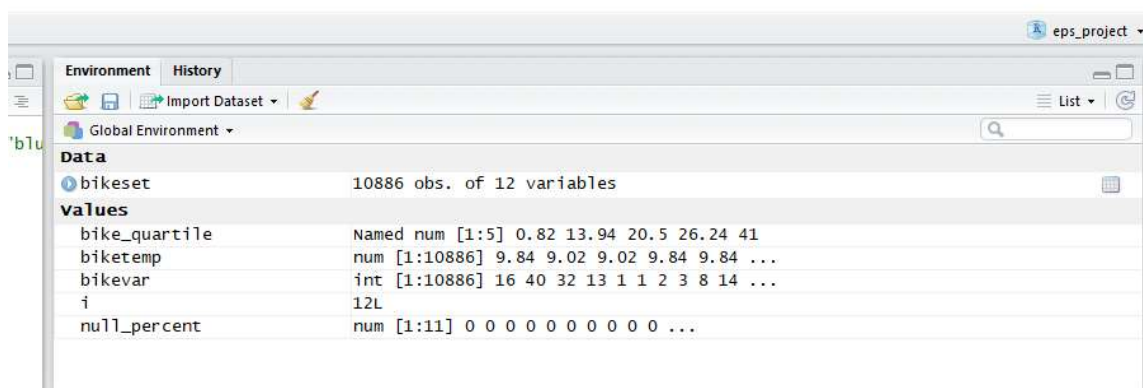 eps_project
Environment History
Import Dataset List
Global Environment
"blu
Data
bikeset 10886 obs. of 12 variables
Values
bike_quartile Named num [1:5] 0.82 13.94 20.5 26.24 41
biketemp num [1:10886] 9.84 9.02 9.02 9.84 9.84 ...
bikevar int [1:10886] 16 40 32 13 1 1 2 3 8 14 ...
i 12L
null_percent num [1:11] 0 0 0 0 0 0 0 0 0 0 ...